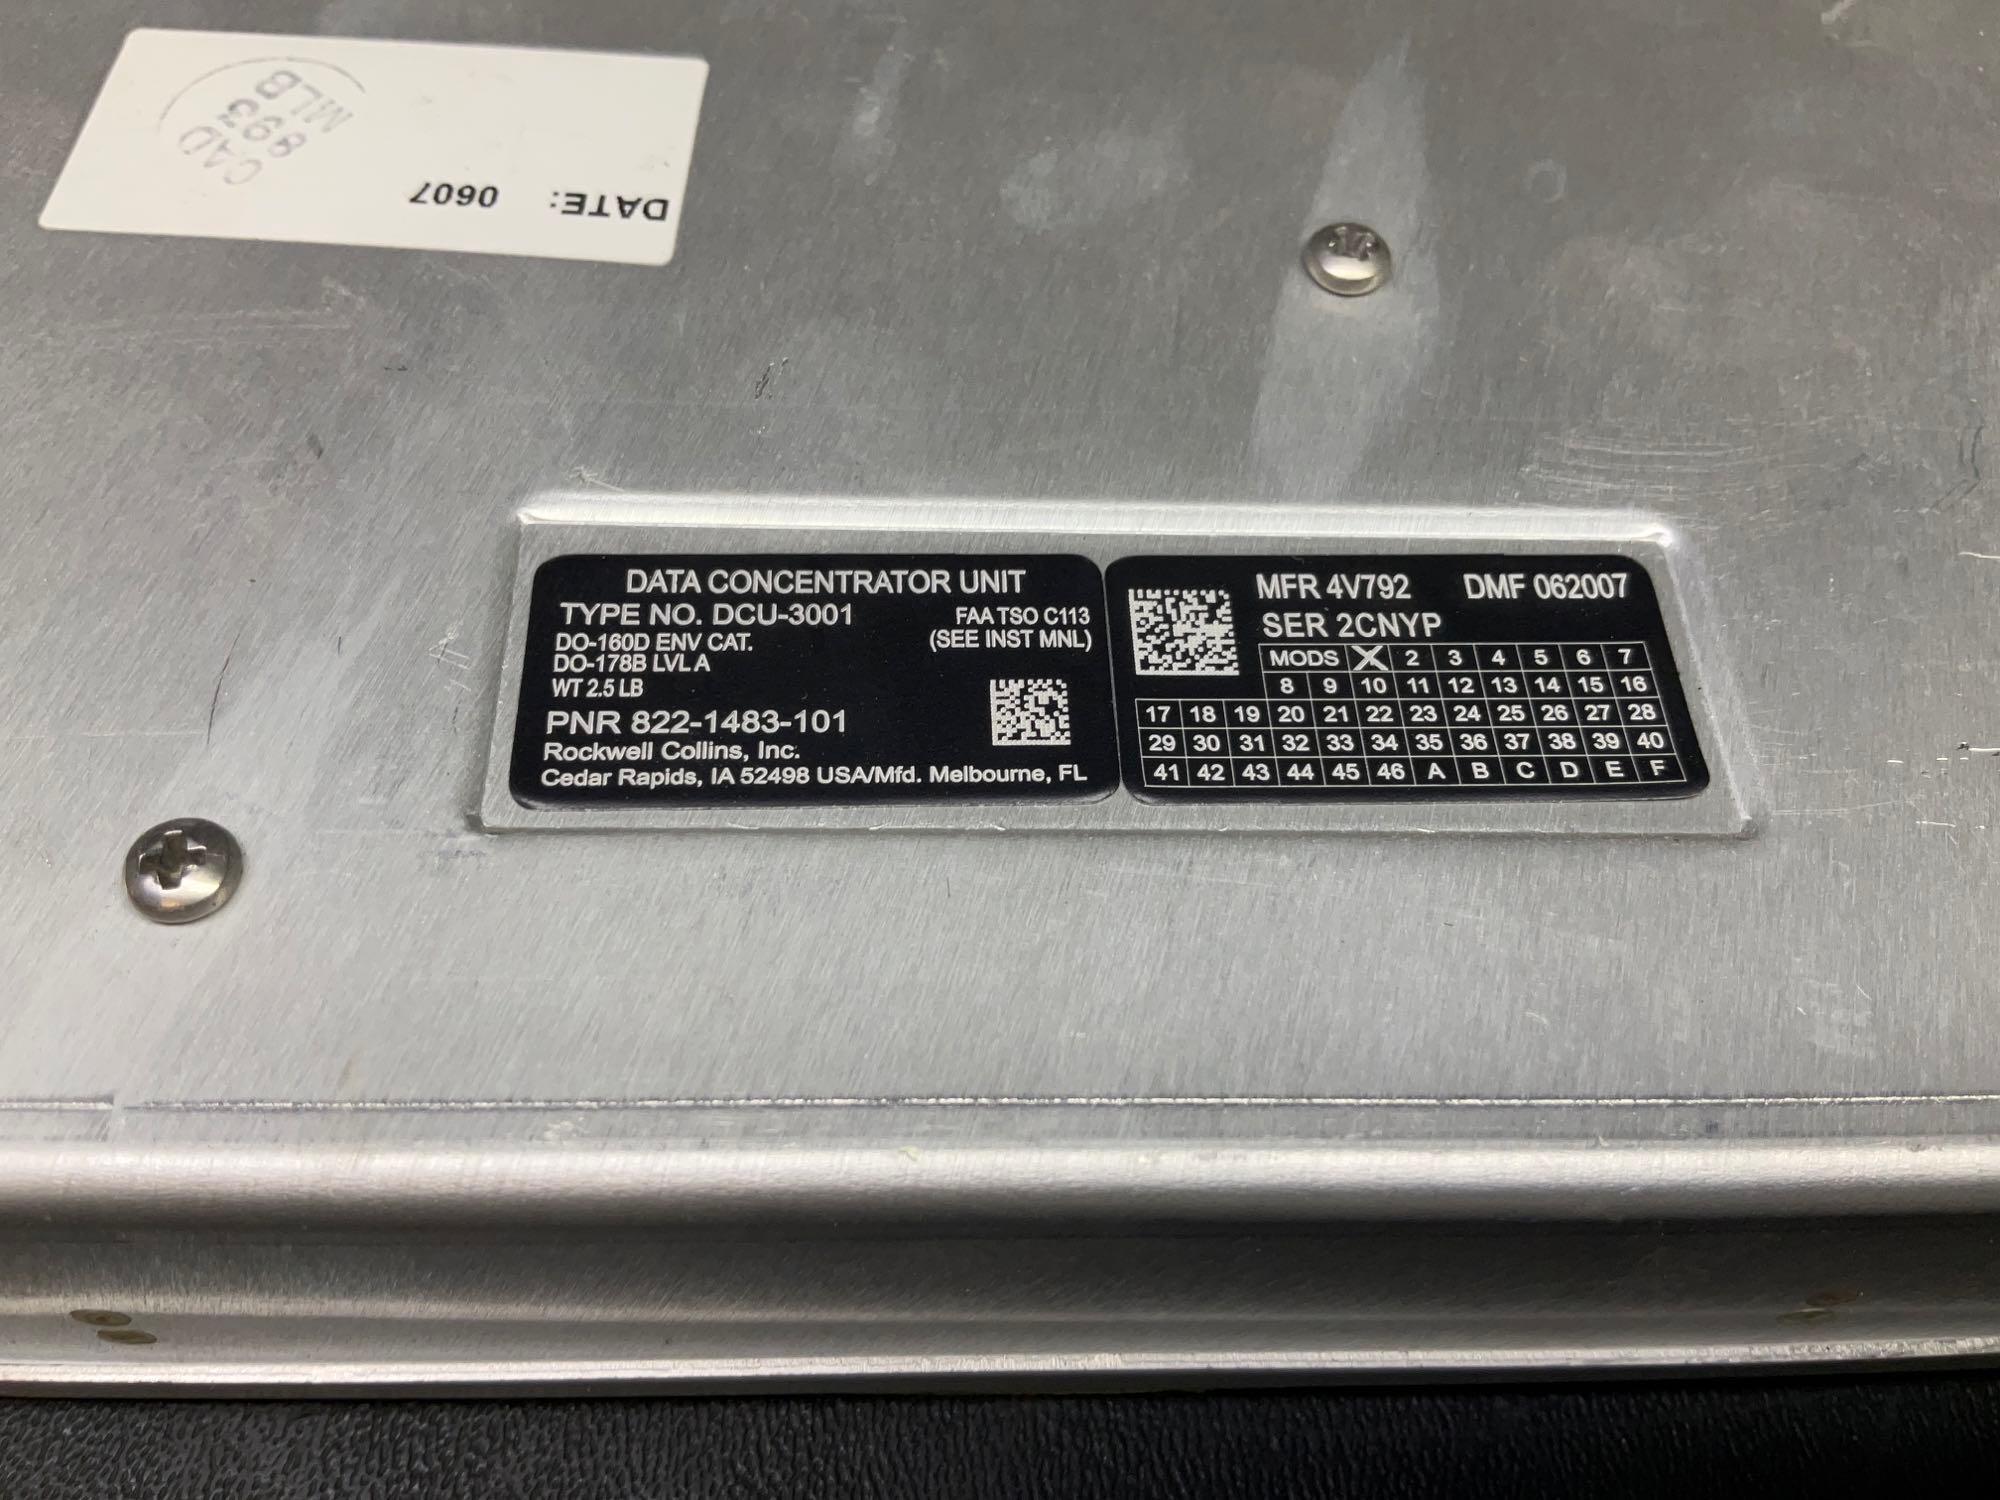 CAD
993
MLB
DATE: 0607
DATA CONCENTRATOR UNIT
TYPE NO. DCU-3001
FAA TSO C113
DO-160D ENV CAT.
(SEE INST MNL)
DO-178B LVL A
WT 2.5 LB
PNR 822-1483-101
Rockwell Collins, Inc.
Cedar Rapids, IA 52498 USA/Mfd. Melbourne, FL
MFR 4V792 DMF 062007
SER 2CNYP
MODS X 2 3 4 5 6 7
8 9 10 11 12 13 14 15 16
17 18 19 20 21 22 23 24 25 26 27 28
29 30 31 32 33 34 35 36 37 38 39 40
41 42 43 44 45 46 A B C D E F